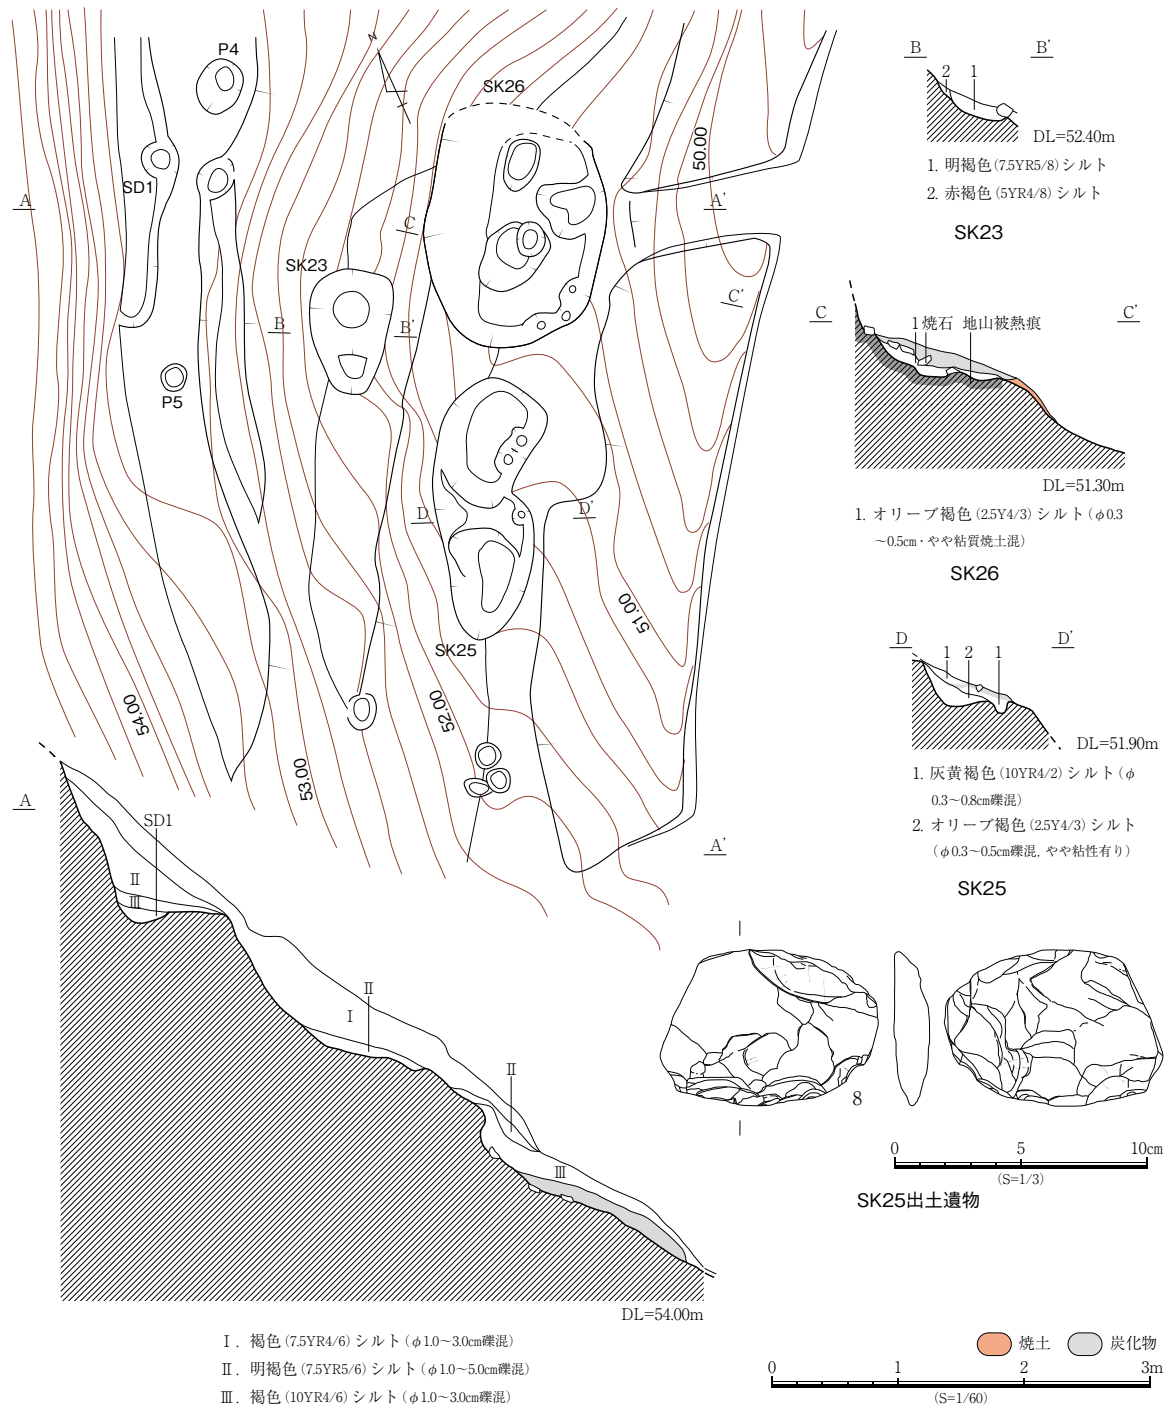 P4
N
SK26
B
B'
2
1
50.00
DL=52.40m
1. 明褐色(7.5YR5/8)シルト
2. 赤褐色(5YR4/8)シルト
SK23
SD1
A
A'
C
SK23
C'
B
B'
C
C'
1 焼石 地山被熱痕
P5
DL=51.30m
1. オリーブ褐色(2.5Y4/3)シルト(φ0.3
～0.5cm・やや粘質焼土混)
SK26
D
D'
51.00
SK25
D
D'
1
2
1
DL=51.90m
1. 灰黄褐色(10YR4/2)シルト(φ
0.3～0.8cm礫混)
2. オリーブ褐色(2.5Y4/3)シルト
(φ0.3～0.5cm礫混, やや粘性有り)
SK25
54.00
52.00
53.00
A
A'
SD1
Ⅱ
Ⅲ
Ⅱ
Ⅰ
Ⅱ
Ⅲ
8
0
5
10cm
(S=1/3)
SK25出土遺物
DL=54.00m
Ⅰ. 褐色(7.5YR4/6)シルト(φ1.0～3.0cm礫混)
Ⅱ. 明褐色(7.5YR5/6)シルト(φ1.0～5.0cm礫混)
Ⅲ. 褐色(10YR4/6)シルト(φ1.0～3.0cm礫混)
焼土
炭化物
0
1
2
3m
(S=1/60)